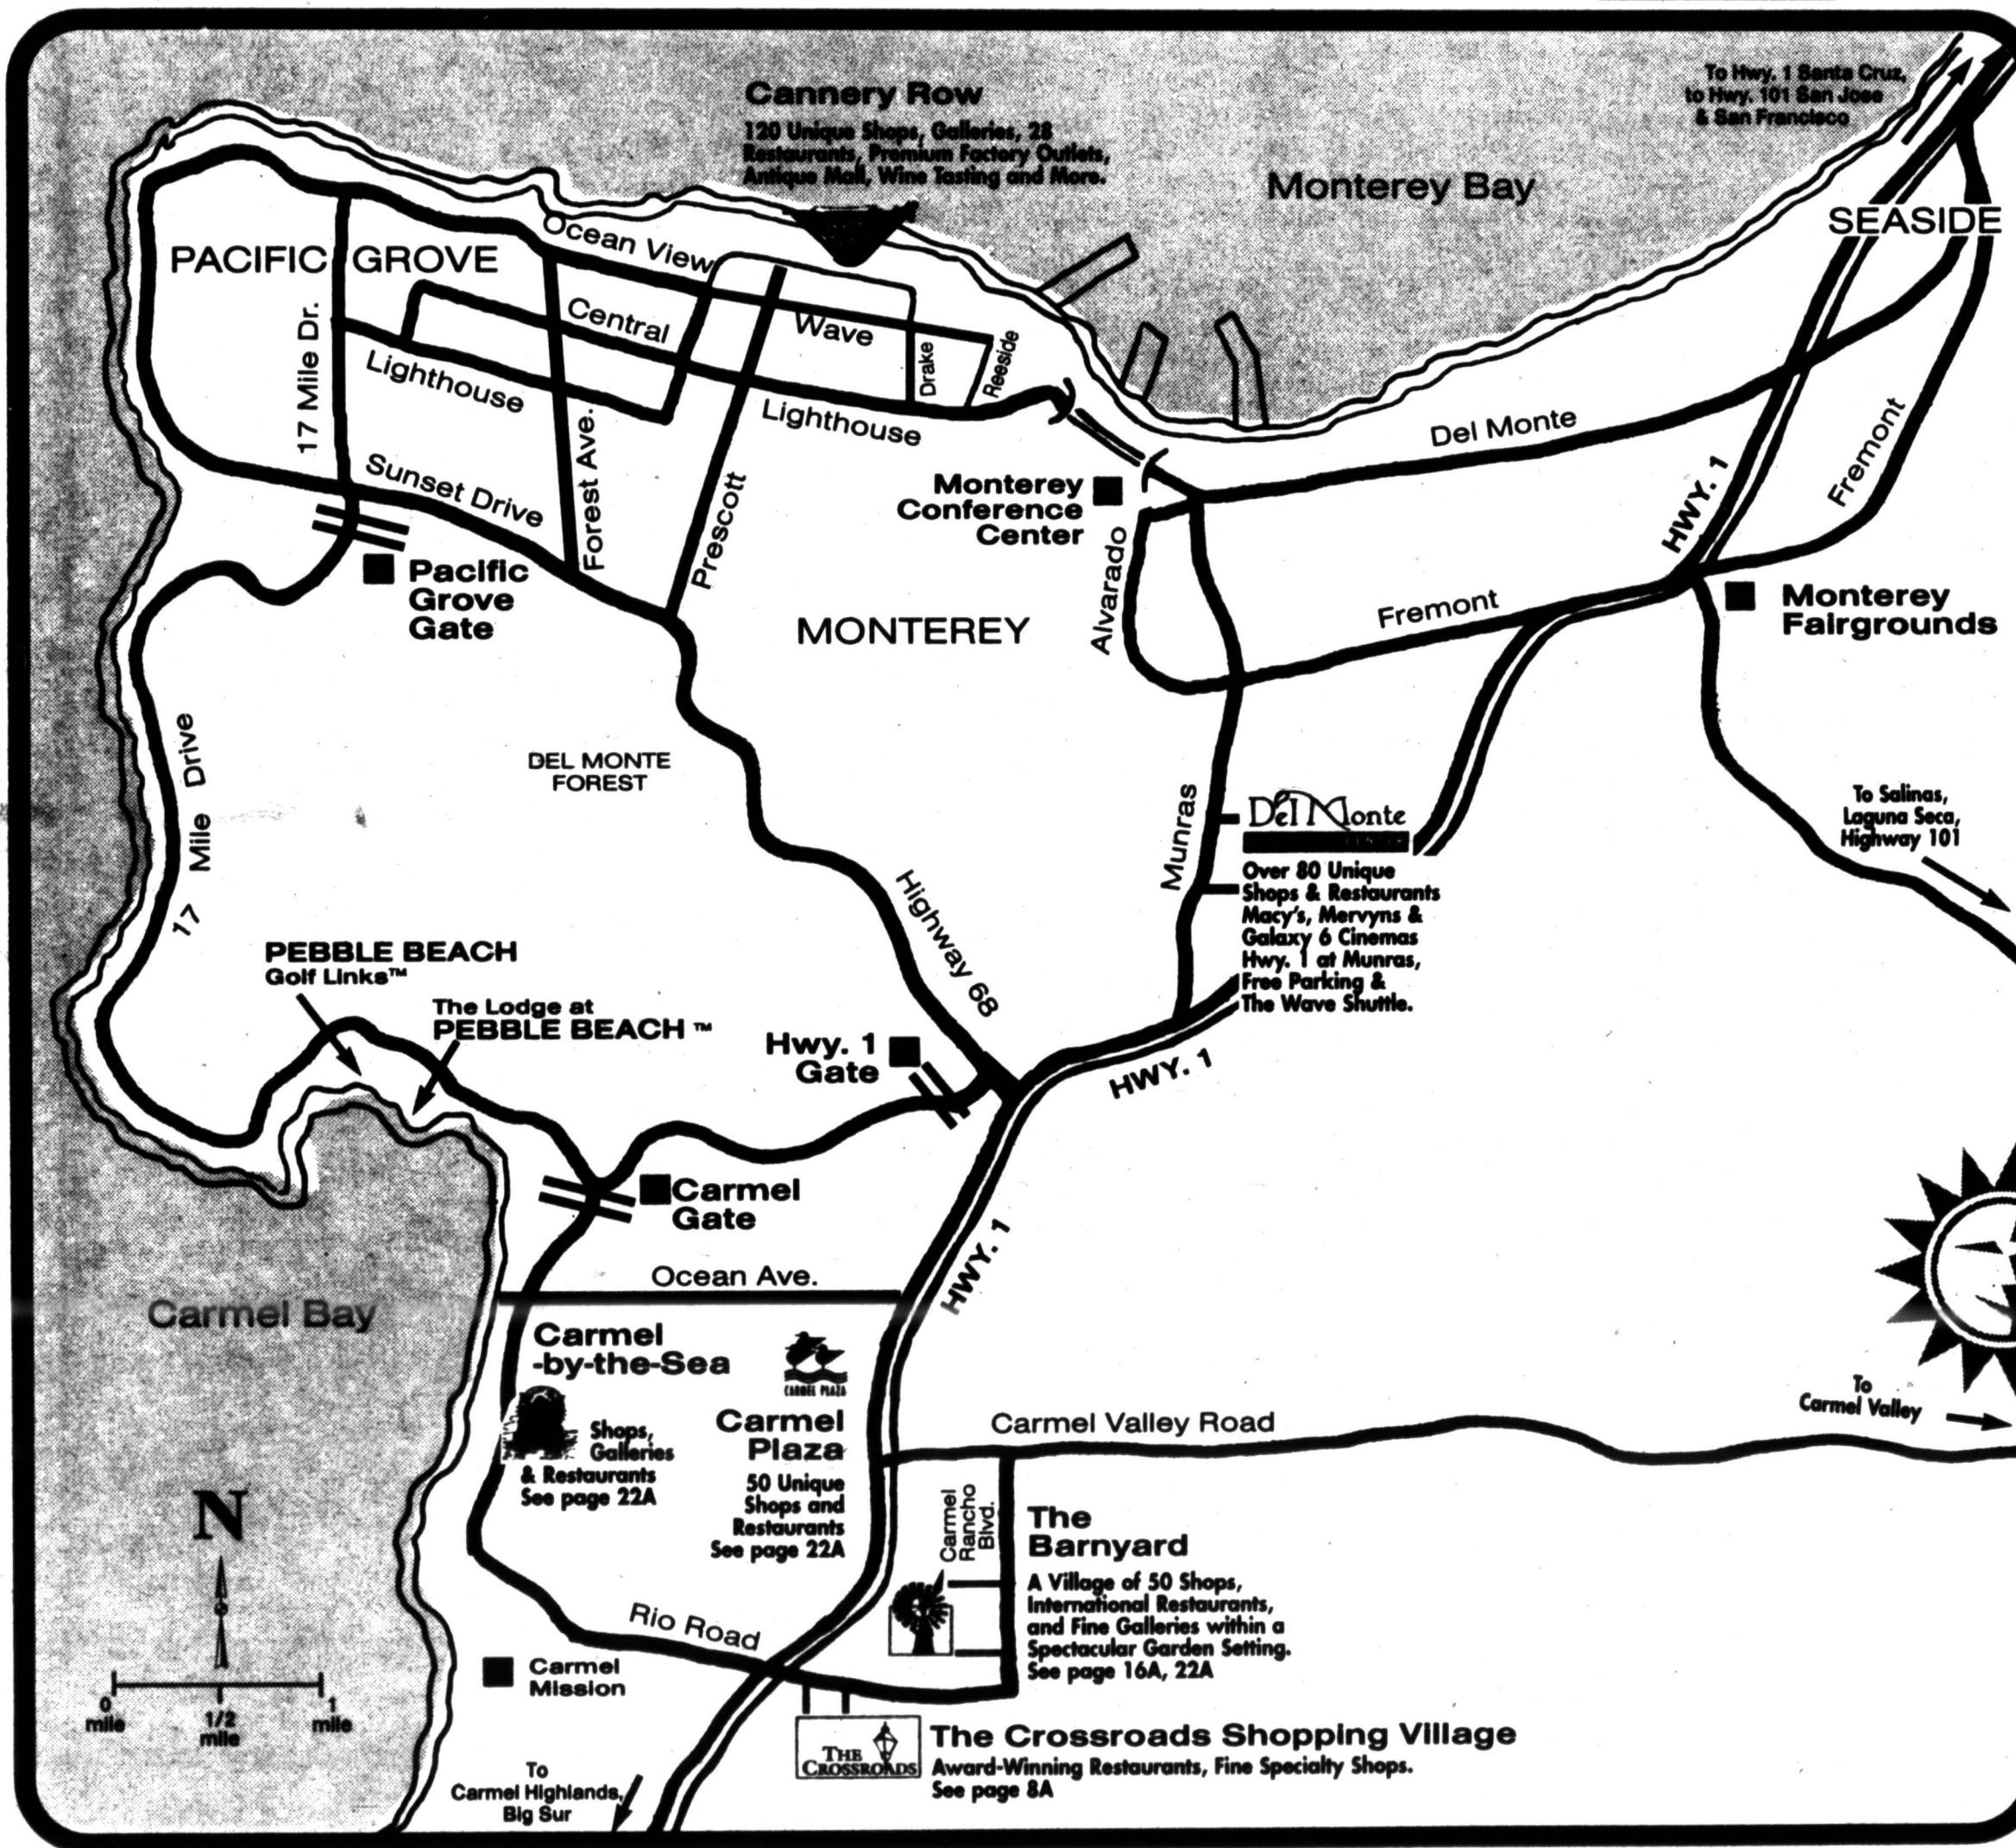 Cannery Row
120 Unique Shops, Galleries, 28
Restaurants, Premium Factory Outlets,
Antique Mall, Wine Tasting and More.
To Hwy. 1 Santa Cruz,
to Hwy. 101 San Jose
& San Francisco
Monterey Bay
SEASIDE
PACIFIC GROVE
Ocean View
Central
Wave
Drake
Reeside
17 Mile Dr.
Lighthouse
Lighthouse
Forest Ave.
Sunset Drive
Prescott
Del Monte
Fremont
HWY. 1
Monterey
Conference
Center
Alvarado
Pacific
Grove
Gate
MONTEREY
Fremont
Monterey
Fairgrounds
17 Mile Drive
DEL MONTE
FOREST
Munras
Del Monte
Over 80 Unique
Shops & Restaurants
Macy's, Mervyns &
Galaxy 6 Cinemas
Hwy. 1 at Munras,
Free Parking &
The Wave Shuttle.
To Salinas,
Laguna Seca,
Highway 101
Highway 68
PEBBLE BEACH
Golf Links™
The Lodge at
PEBBLE BEACH™
Hwy. 1
Gate
HWY. 1
Carmel
Gate
HWY. 1
Ocean Ave.
Carmel Bay
Carmel
-by-the-Sea
Shops,
Galleries
& Restaurants
See page 22A
CARMEL PLAZA
Carmel
Plaza
50 Unique
Shops and
Restaurants
See page 22A
Carmel Valley Road
To
Carmel Valley
Carmel
Rancho
Blvd.
The
Barnyard
A Village of 50 Shops,
International Restaurants,
and Fine Galleries within a
Spectacular Garden Setting.
See page 16A, 22A
N
0
mile
1/2
mile
1
mile
Rio Road
Carmel
Mission
THE
CROSSROADS
The Crossroads Shopping Village
Award-Winning Restaurants, Fine Specialty Shops.
See page 8A
To
Carmel Highlands,
Big Sur